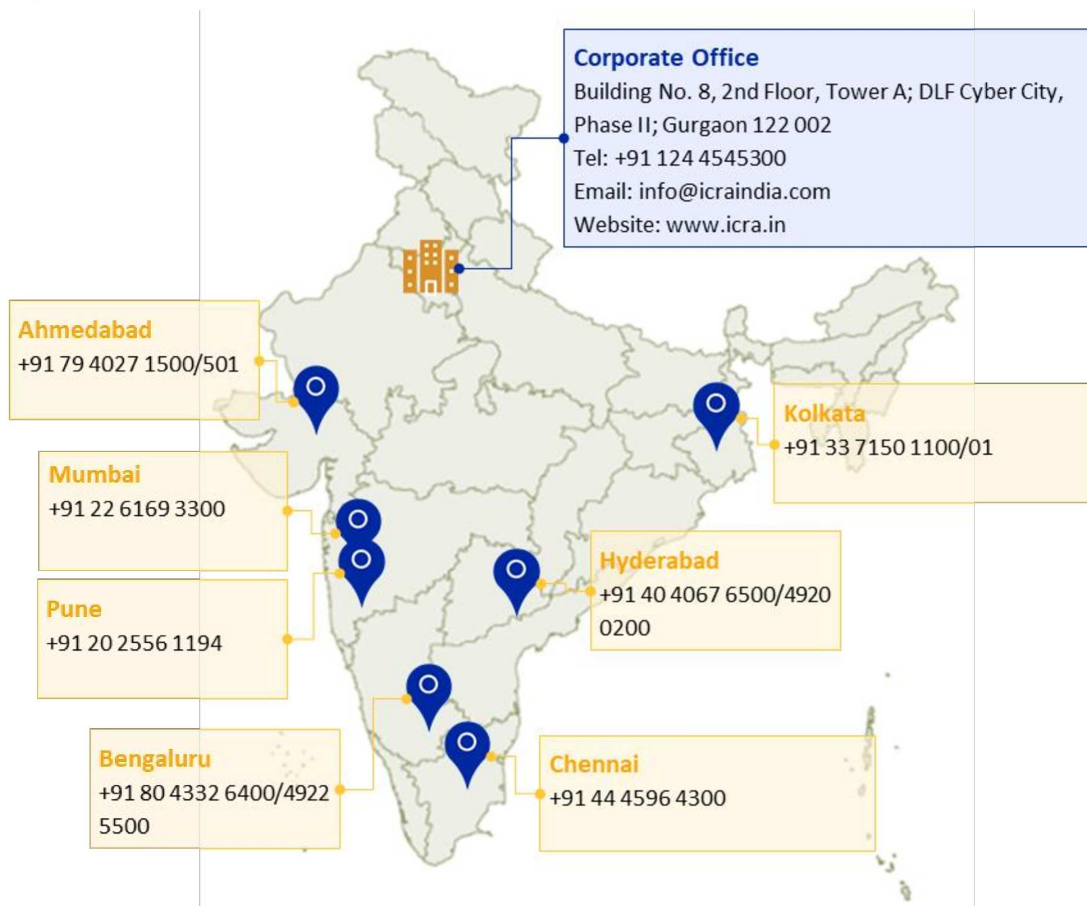 Corporate Office
Building No. 8, 2nd Floor, Tower A; DLF Cyber City,
Phase II; Gurgaon 122 002
Tel: +91 124 4545300
Email: info@icraindia.com
Website: www.icra.in
Ahmedabad
+91 79 4027 1500/501
Kolkata
+91 33 7150 1100/01
Mumbai
+91 22 6169 3300
Hyderabad
+91 40 4067 6500/4920
0200
Pune
+91 20 2556 1194
Bengaluru
+91 80 4332 6400/4922
5500
Chennai
+91 44 4596 4300